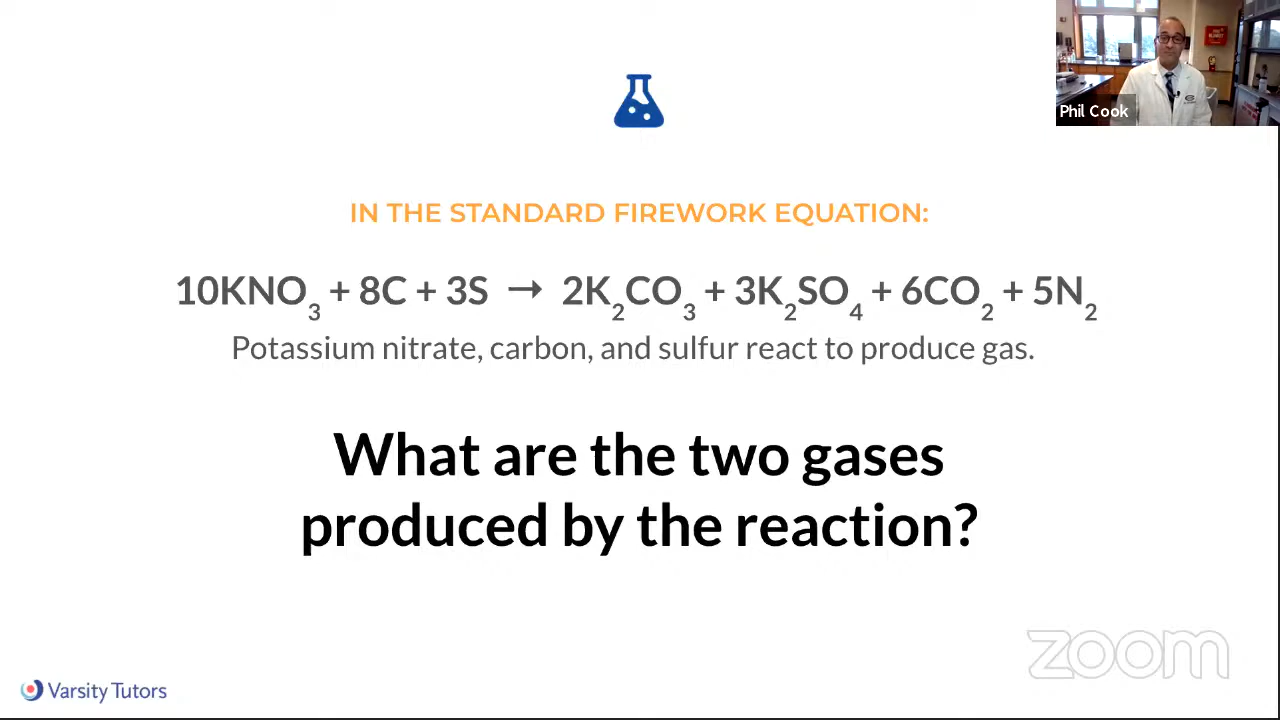 Phil Cook
IN THE STANDARD FIREWORK EQUATION:
10KNO₃ + 8C + 3S → 2K₂CO₃ + 3K₂SO₄ + 6CO₂ + 5N₂
Potassium nitrate, carbon, and sulfur react to produce gas.
What are the two gases
produced by the reaction?
zoom
Varsity Tutors